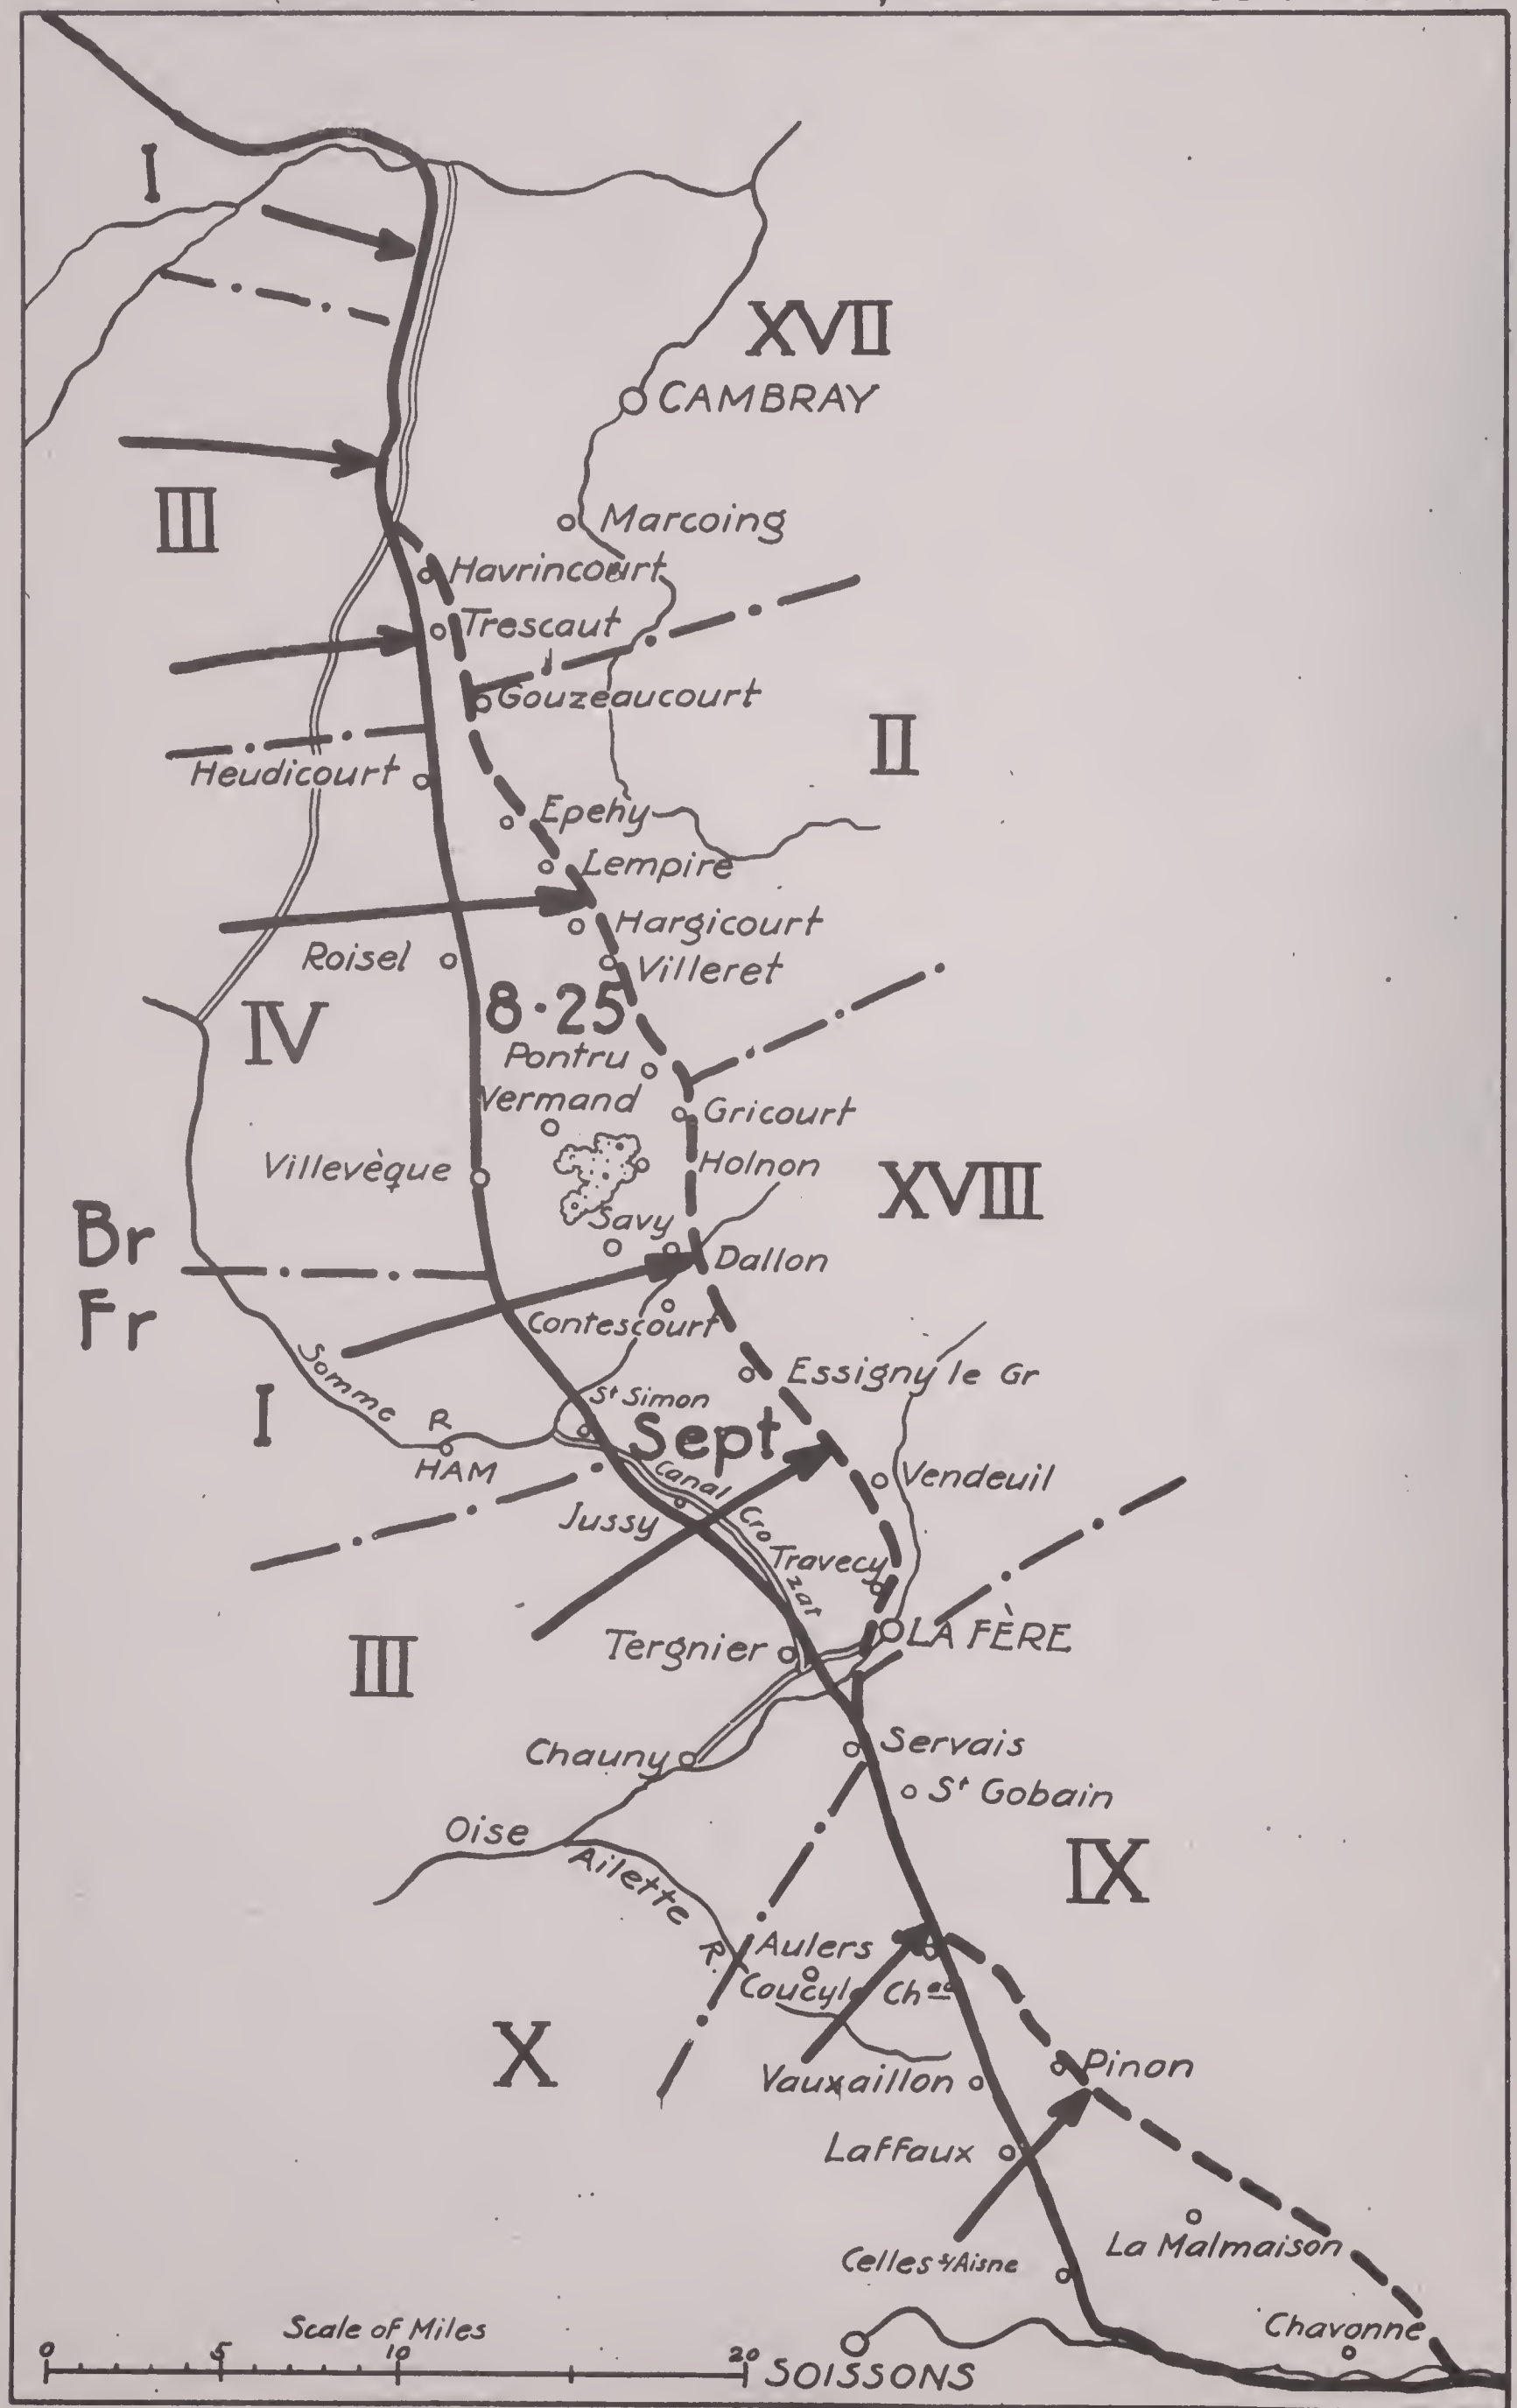 I
XVII
CAMBRAY
III
Marcoing
Havrincourt
Trescaut
Gouzeaucourt
II
Heudicourt
Epehy
Lempire
Hargicourt
Roisel
Villeret
8·25
IV
Pontru
Vermand
Gricourt
Villevèque
Holnon
XVIII
Savy
Br
Dallon
Fr
Contescourt
Somme R
Essigny le Gr
I
St Simon
Sept
HAM
Canal Crozat
Vendeuil
Jussy
Travecy
Tergnier
LA FÈRE
III
Chauny
Servais
St Gobain
Oise
Ailette R.
IX
Aulers
Coucyle Chau
X
Pinon
Vauxaillon
Laffaux
La Malmaison
Celles s/Aisne
Chavonne
Scale of Miles
0 5 10 20
SOISSONS